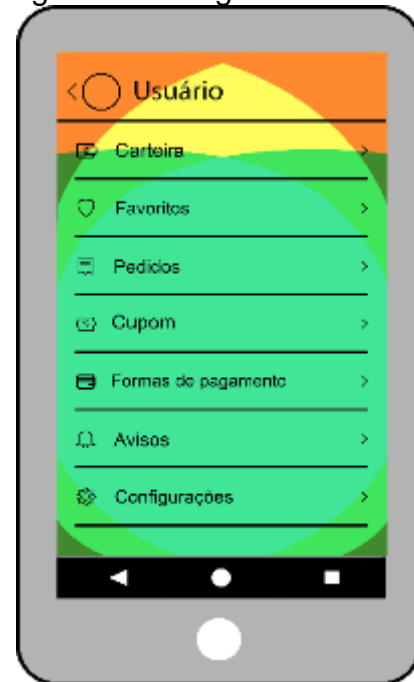 Usuário
Carteira
Favoritos
Pedidos
Cupom
Formas de pagamento
Avisos
Configurações